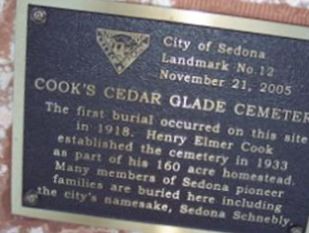 City of Sedona
Landmark No.12
November 21, 2005
COOK'S CEDAR GLADE CEMETER
The first burial occurred on this site
in 1918. Henry Elmer Cook
established the cemetery in 1933
as part of his 160 acre homestead.
Many members of Sedona pioneer
families are buried here including
the city's namesake, Sedona Schnebly.